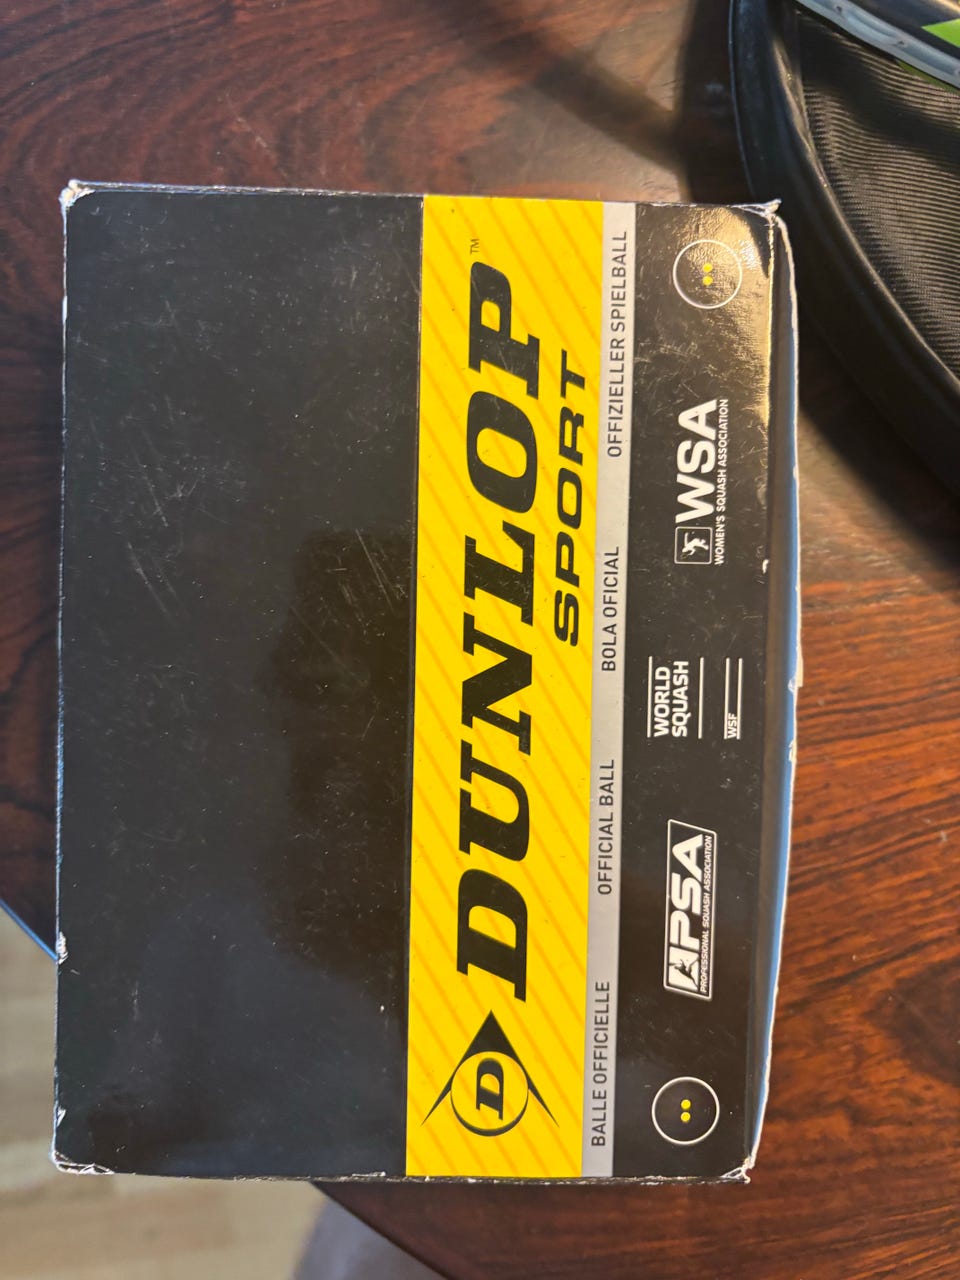 D DUNLOP™
SPORT
BALLE OFFICIELLE OFFICIAL BALL BOLA OFICIAL OFFIZIELLER SPIELBALL
PSA
PROFESSIONAL SQUASH ASSOCIATION
WORLD
SQUASH
WSF
WSA
WOMEN'S SQUASH ASSOCIATION